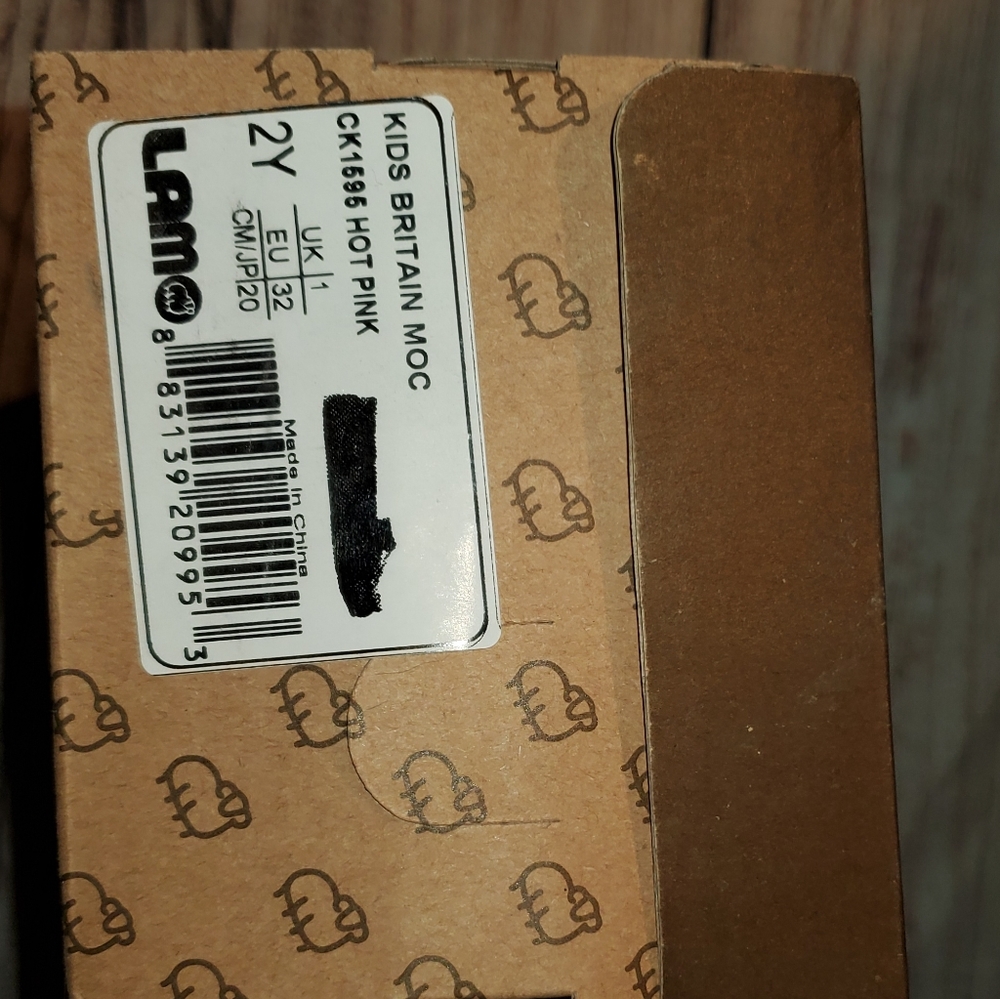 KIDS BRITAIN MOC
CK1595 HOT PINK
2Y
UK 1
EU 32
CM/JP 20
LAMO
Made in China
8 83139 20995 3